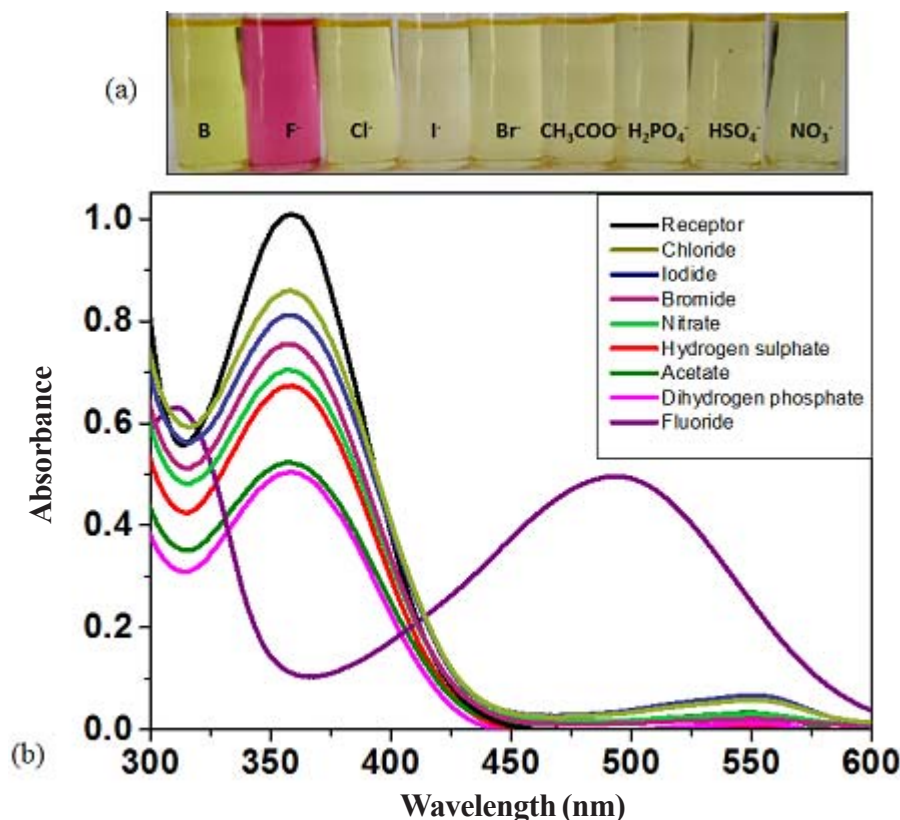 (a)
B F⁻ Cl⁻ I⁻ Br⁻ CH₃COO⁻ H₂PO₄⁻ HSO₄⁻ NO₃⁻
Receptor
Chloride
Iodide
Bromide
Nitrate
Hydrogen sulphate
Acetate
Dihydrogen phosphate
Fluoride
1.0
0.8
0.6
0.4
0.2
0.0
Absorbance
(b)
300 350 400 450 500 550 600
Wavelength (nm)